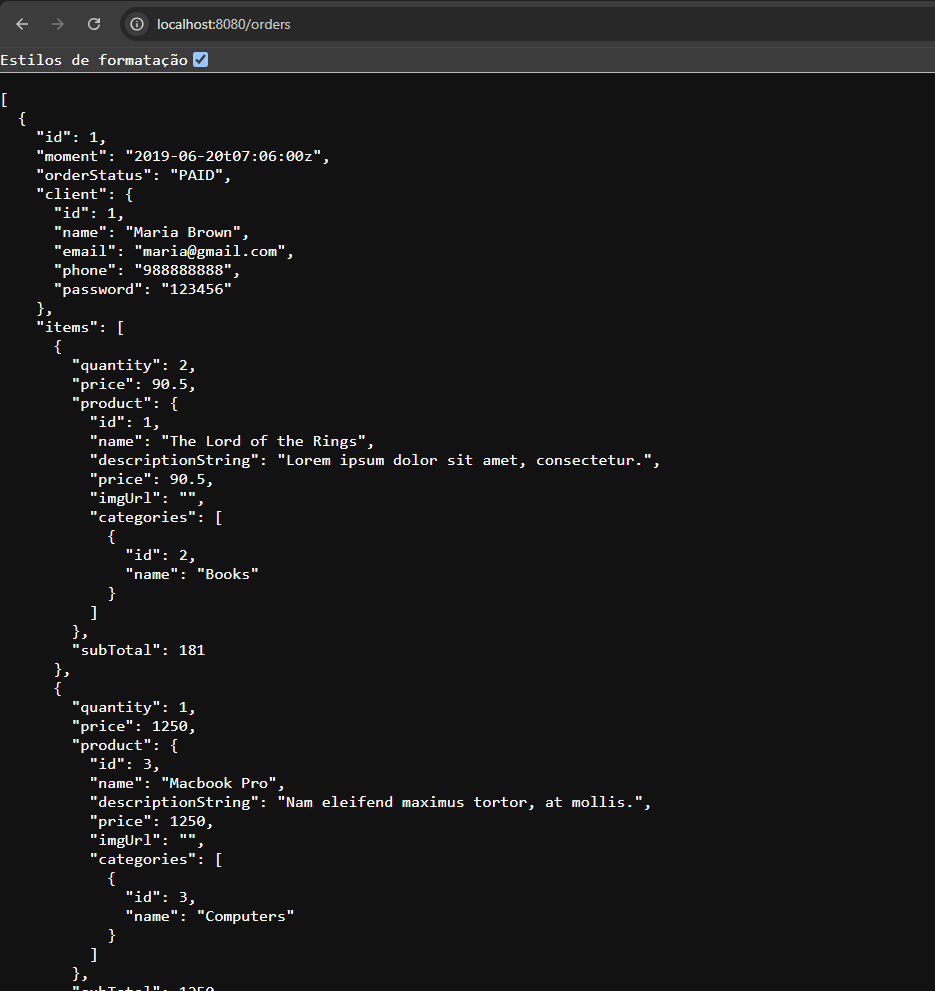 localhost:8080/orders
Estilos de formatação
[
  {
    "id": 1,
    "moment": "2019-06-20t07:06:00z",
    "orderStatus": "PAID",
    "client": {
      "id": 1,
      "name": "Maria Brown",
      "email": "maria@gmail.com",
      "phone": "988888888",
      "password": "123456"
    },
    "items": [
      {
        "quantity": 2,
        "price": 90.5,
        "product": {
          "id": 1,
          "name": "The Lord of the Rings",
          "descriptionString": "Lorem ipsum dolor sit amet, consectetur.",
          "price": 90.5,
          "imgUrl": "",
          "categories": [
            {
              "id": 2,
              "name": "Books"
            }
          ]
        },
        "subTotal": 181
      },
      {
        "quantity": 1,
        "price": 1250,
        "product": {
          "id": 3,
          "name": "Macbook Pro",
          "descriptionString": "Nam eleifend maximus tortor, at mollis.",
          "price": 1250,
          "imgUrl": "",
          "categories": [
            {
              "id": 3,
              "name": "Computers"
            }
          ]
        },
        "subTotal": 1250